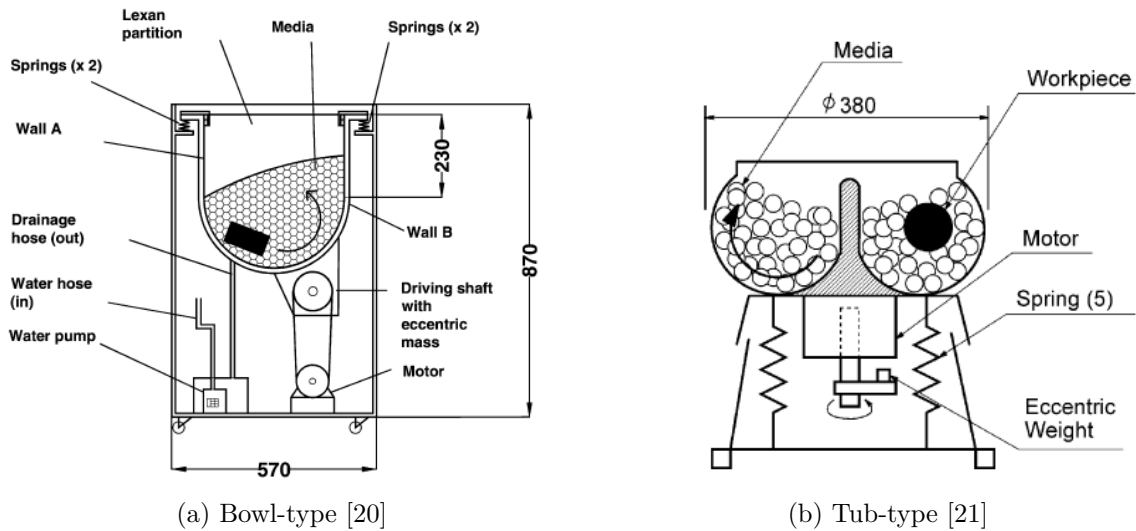 Lexan
partition
Media
Springs (x 2)
Springs (x 2)
Wall A
230
Drainage
hose (out)
Wall B
870
Water hose
(in)
Driving shaft
with
eccentric
mass
Water pump
Motor
570
(a) Bowl-type [20]
Media
Workpiece
ϕ 380
Motor
Spring (5)
Eccentric
Weight
(b) Tub-type [21]